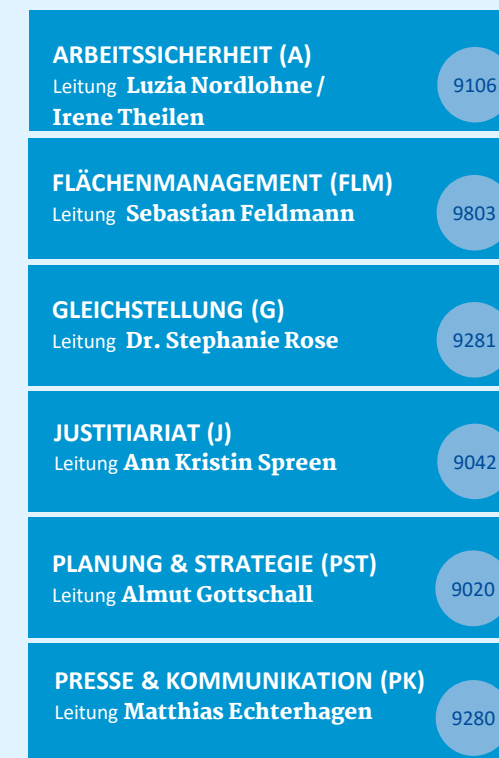 ARBEITSSICHERHEIT (A)
Leitung Luzia Nordlohne /
Irene Theilen
9106
FLÄCHENMANAGEMENT (FLM)
Leitung Sebastian Feldmann
9803
GLEICHSTELLUNG (G)
Leitung Dr. Stephanie Rose
9281
JUSTITIARIAT (J)
Leitung Ann Kristin Spreen
9042
PLANUNG & STRATEGIE (PST)
Leitung Almut Gottschall
9020
PRESSE & KOMMUNIKATION (PK)
Leitung Matthias Echterhagen
9280